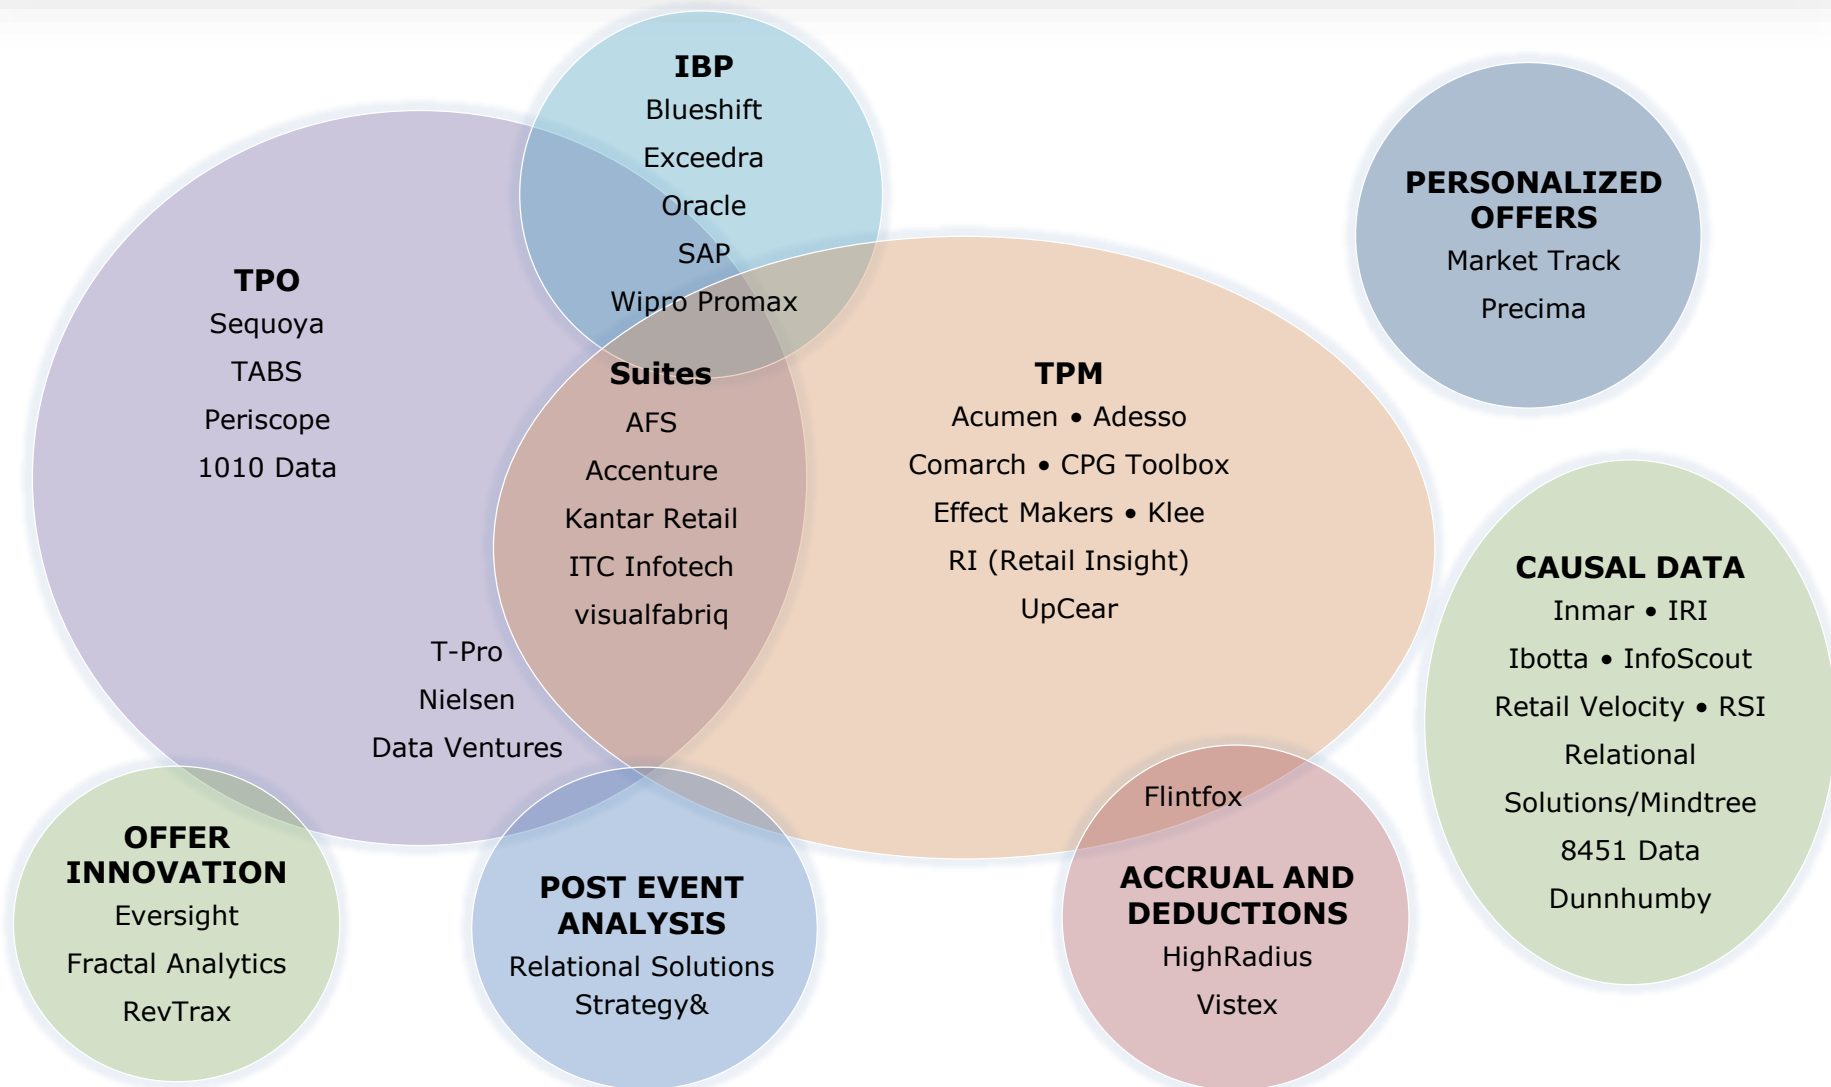 IBP
Blueshift
Exceedra
Oracle
SAP
Wipro Promax
PERSONALIZED
OFFERS
Market Track
Precima
TPO
Sequoya
TABS
Periscope
1010 Data
Suites
AFS
Accenture
Kantar Retail
ITC Infotech
visualfabriq
TPM
Acumen • Adesso
Comarch • CPG Toolbox
Effect Makers • Klee
RI (Retail Insight)
UpCear
T-Pro
Nielsen
Data Ventures
CAUSAL DATA
Inmar • IRI
Ibotta • InfoScout
Retail Velocity • RSI
Relational
Solutions/Mindtree
8451 Data
Dunnhumby
OFFER
INNOVATION
Eversight
Fractal Analytics
RevTrax
POST EVENT
ANALYSIS
Relational Solutions
Strategy&
Flintfox
ACCRUAL AND
DEDUCTIONS
HighRadius
Vistex